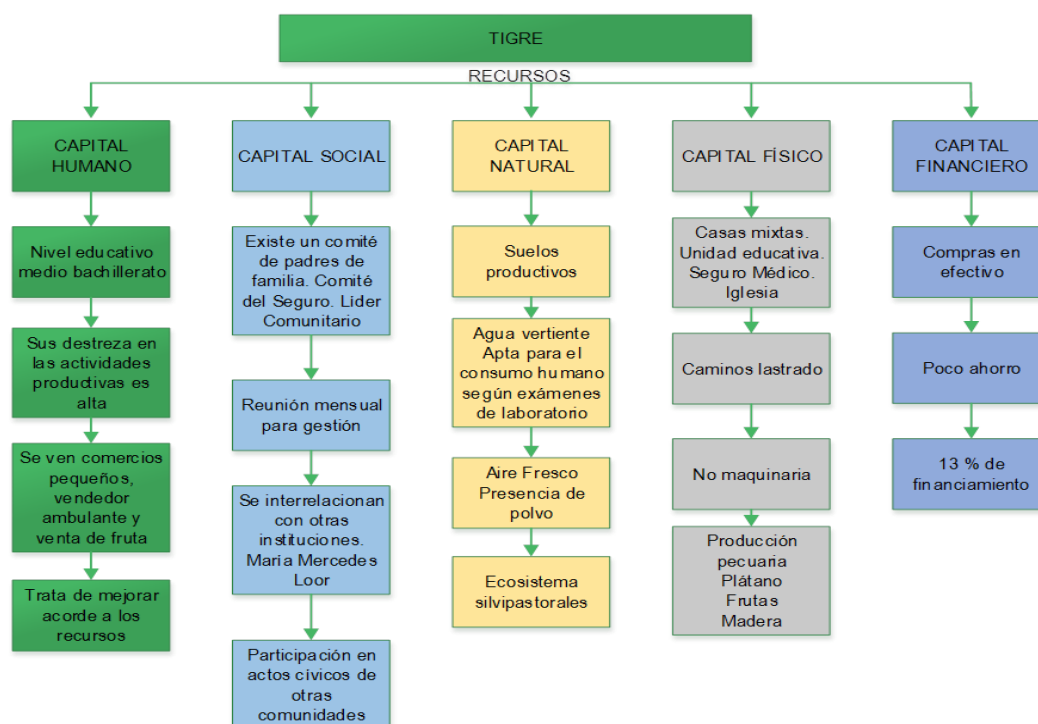 TIGRE
RECURSOS
CAPITAL
HUMANO
Nivel educativo
medio bachillerato
Sus destreza en
las actividades
productivas es
alta
Se ven comercios
pequeños,
vendedor
ambulante y
venta de fruta
Trata de mejorar
acorde a los
recursos
CAPITAL SOCIAL
Existe un comité
de padres de
familia. Comité
del Seguro. Lider
Comunitario
Reunión mensual
para gestión
Se interrelacionan
con otras
instituciones.
María Mercedes
Loor
Participación en
actos cívicos de
otras
comunidades
CAPITAL
NATURAL
Suelos
productivos
Agua vertiente
Apta para el
consumo humano
según exámenes
de laboratorio
Aire Fresco
Presencia de
polvo
Ecosistema
silvipastorales
CAPITAL FÍSICO
Casas mixtas.
Unidad educativa.
Seguro Médico.
Iglesia
Caminos lastrado
No maquinaria
Producción
pecuaria
Plátano
Frutas
Madera
CAPITAL
FINANCIERO
Compras en
efectivo
Poco ahorro
13 % de
financiamiento